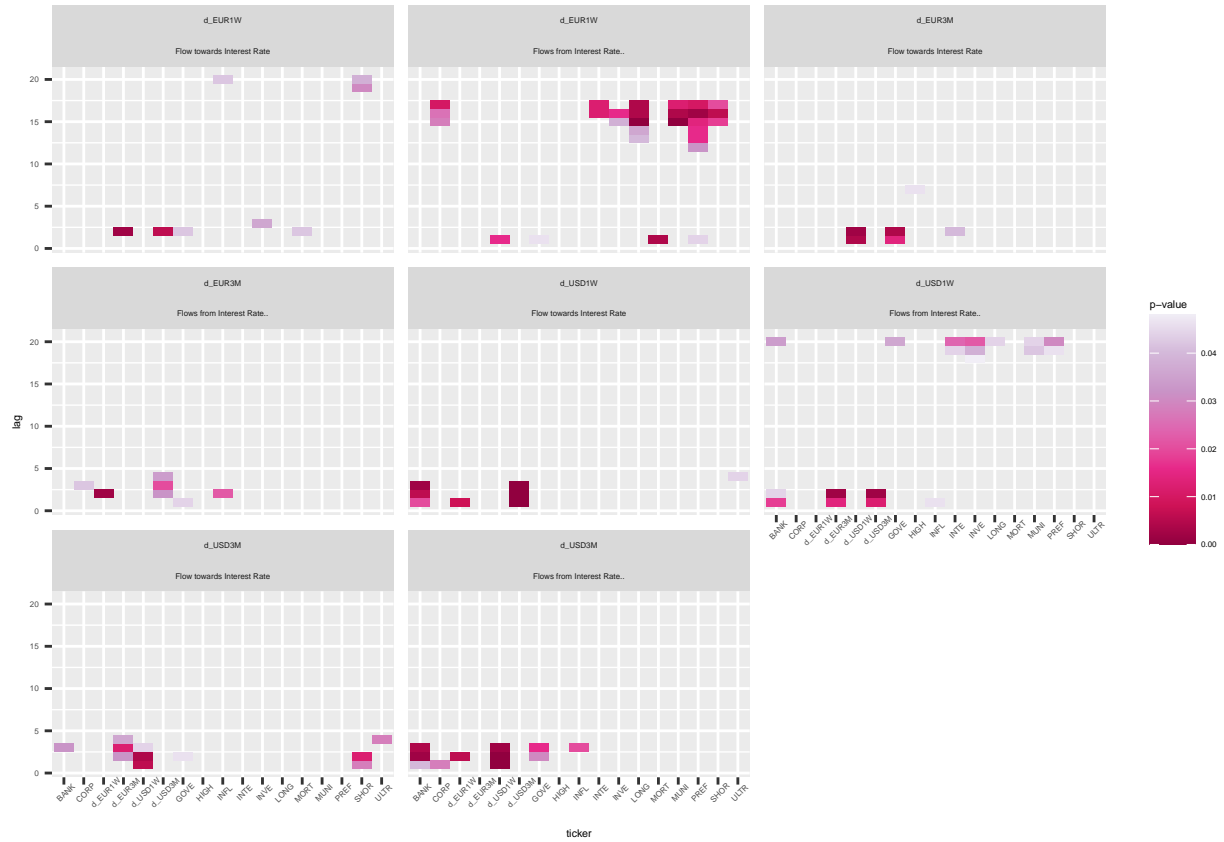 d_EUR1W
Flow towards Interest Rate
d_EUR1W
Flows from Interest Rate..
d_EUR3M
Flow towards Interest Rate
20
15
10
5
0
d_EUR3M
Flows from Interest Rate..
d_USD1W
Flow towards Interest Rate
d_USD1W
Flows from Interest Rate..
20
15
10
5
0
BANK
CORP
d_EUR1W
d_EUR3M
d_USD1W
d_USD3M
GOVE
HIGH
INFL
INTE
INVE
LONG
MORT
MUNI
PREF
SHOR
ULTR
d_USD3M
Flow towards Interest Rate
d_USD3M
Flows from Interest Rate..
20
15
10
5
0
BANK
CORP
d_EUR1W
d_EUR3M
d_USD1W
d_USD3M
GOVE
HIGH
INFL
INTE
INVE
LONG
MORT
MUNI
PREF
SHOR
ULTR
BANK
CORP
d_EUR1W
d_EUR3M
d_USD1W
d_USD3M
GOVE
HIGH
INFL
INTE
INVE
LONG
MORT
MUNI
PREF
SHOR
ULTR
lag
ticker
p−value
0.04
0.03
0.02
0.01
0.00